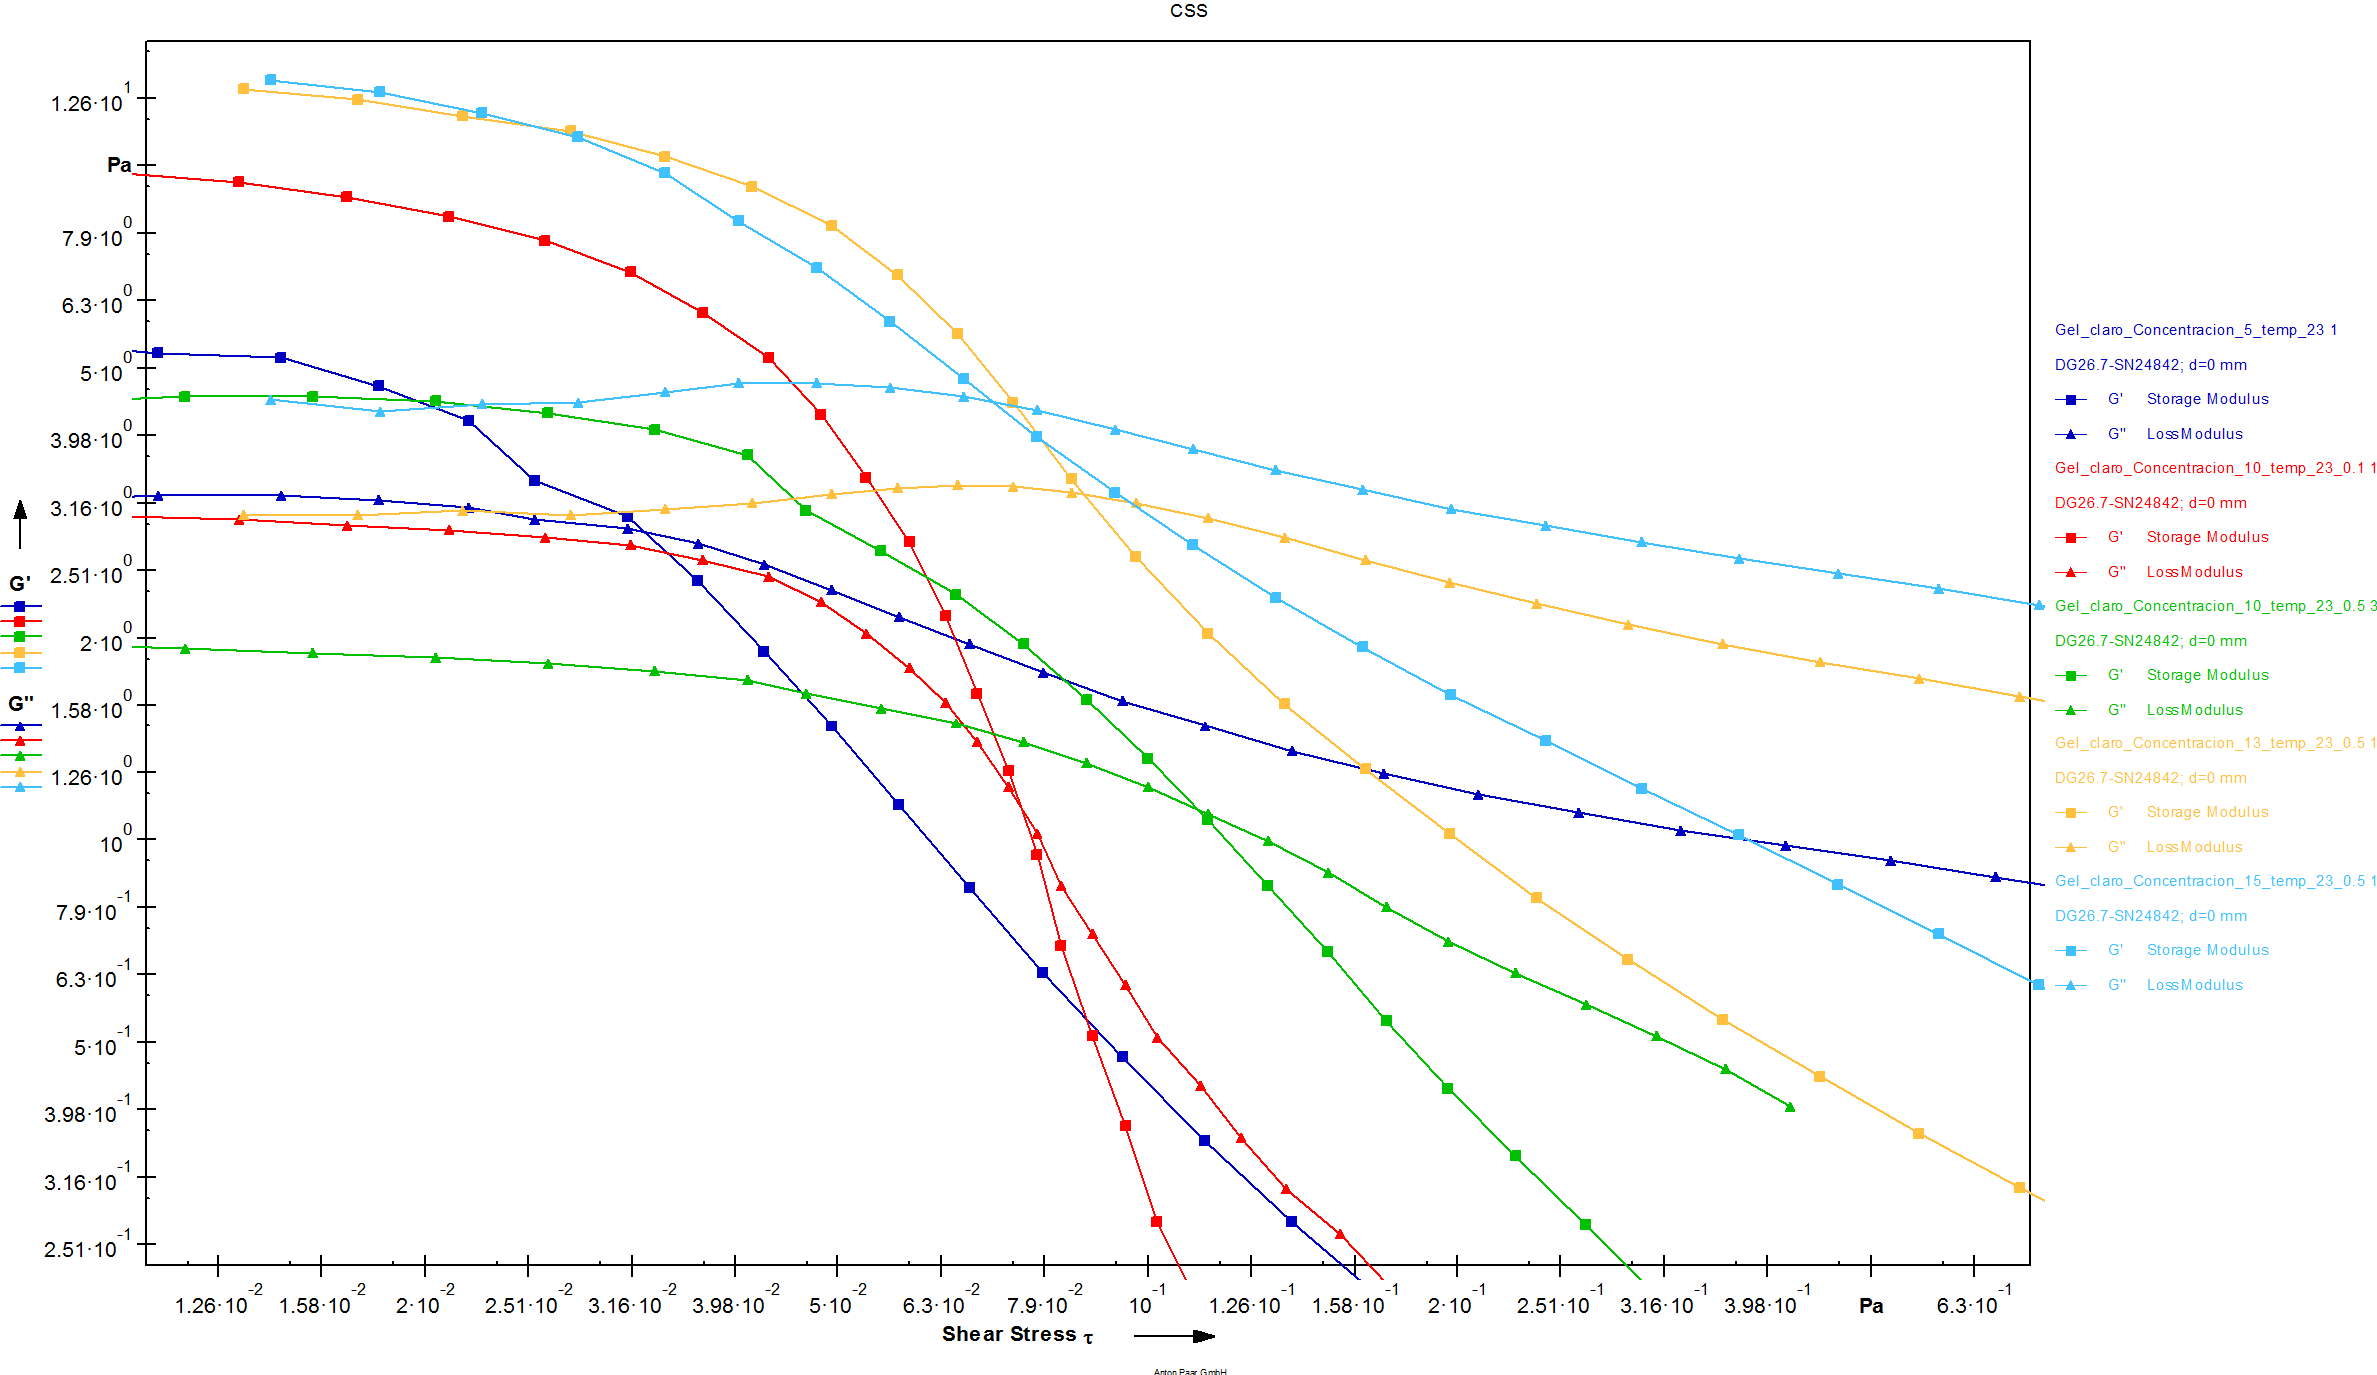 CSS
1.26·10^1
Pa
7.9·10^0
6.3·10^0
5·10^0
3.98·10^0
3.16·10^0
2.51·10^0
2·10^0
1.58·10^0
1.26·10^0
10^0
7.9·10^-1
6.3·10^-1
5·10^-1
3.98·10^-1
3.16·10^-1
2.51·10^-1
G'
G"
1.26·10^-2 1.58·10^-2 2·10^-2 2.51·10^-2 3.16·10^-2 3.98·10^-2 5·10^-2 6.3·10^-2 7.9·10^-2 10^-1 1.26·10^-1 1.58·10^-1 2·10^-1 2.51·10^-1 3.16·10^-1 3.98·10^-1 Pa 6.3·10^-1
Shear Stress τ
Gel_claro_Concentracion_5_temp_23 1
DG26.7-SN24842; d=0 mm
G' Storage Modulus
G" Loss Modulus
Gel_claro_Concentracion_10_temp_23_0.1 1
DG26.7-SN24842; d=0 mm
G' Storage Modulus
G" Loss Modulus
Gel_claro_Concentracion_10_temp_23_0.5 3
DG26.7-SN24842; d=0 mm
G' Storage Modulus
G" Loss Modulus
Gel_claro_Concentracion_13_temp_23_0.5 1
DG26.7-SN24842; d=0 mm
G' Storage Modulus
G" Loss Modulus
Gel_claro_Concentracion_15_temp_23_0.5 1
DG26.7-SN24842; d=0 mm
G' Storage Modulus
G" Loss Modulus
Anton Paar GmbH